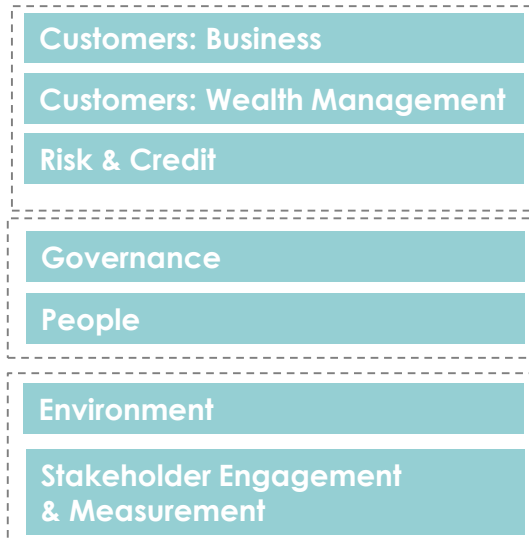 Customers: Business
Customers: Wealth Management
Risk & Credit
Governance
People
Environment
Stakeholder Engagement
& Measurement